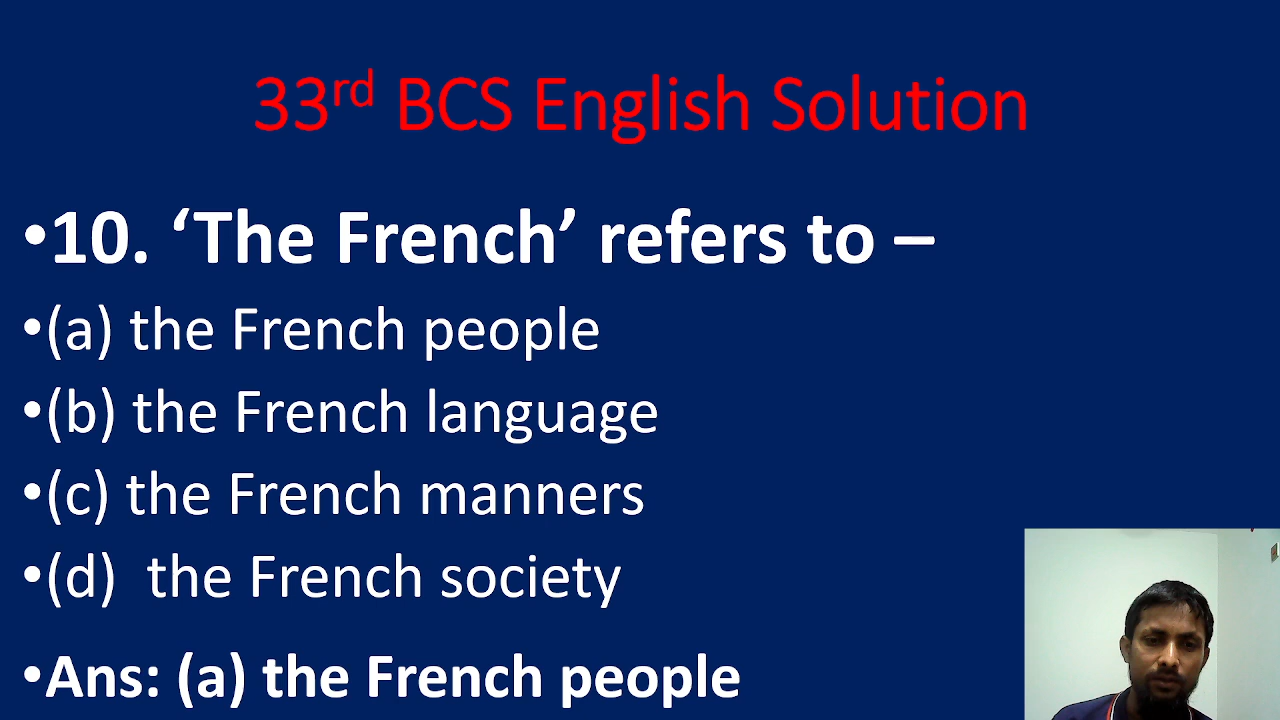 33rd BCS English Solution
•10. ‘The French’ refers to –
•(a) the French people
•(b) the French language
•(c) the French manners
•(d) the French society
•Ans: (a) the French people